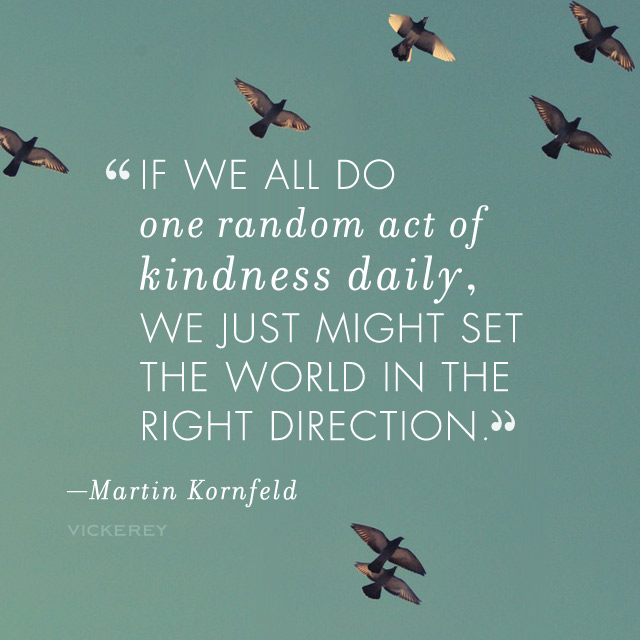 “IF WE ALL DO
one random act of
kindness daily,
WE JUST MIGHT SET
THE WORLD IN THE
RIGHT DIRECTION.”
—Martin Kornfeld
VICKEREY